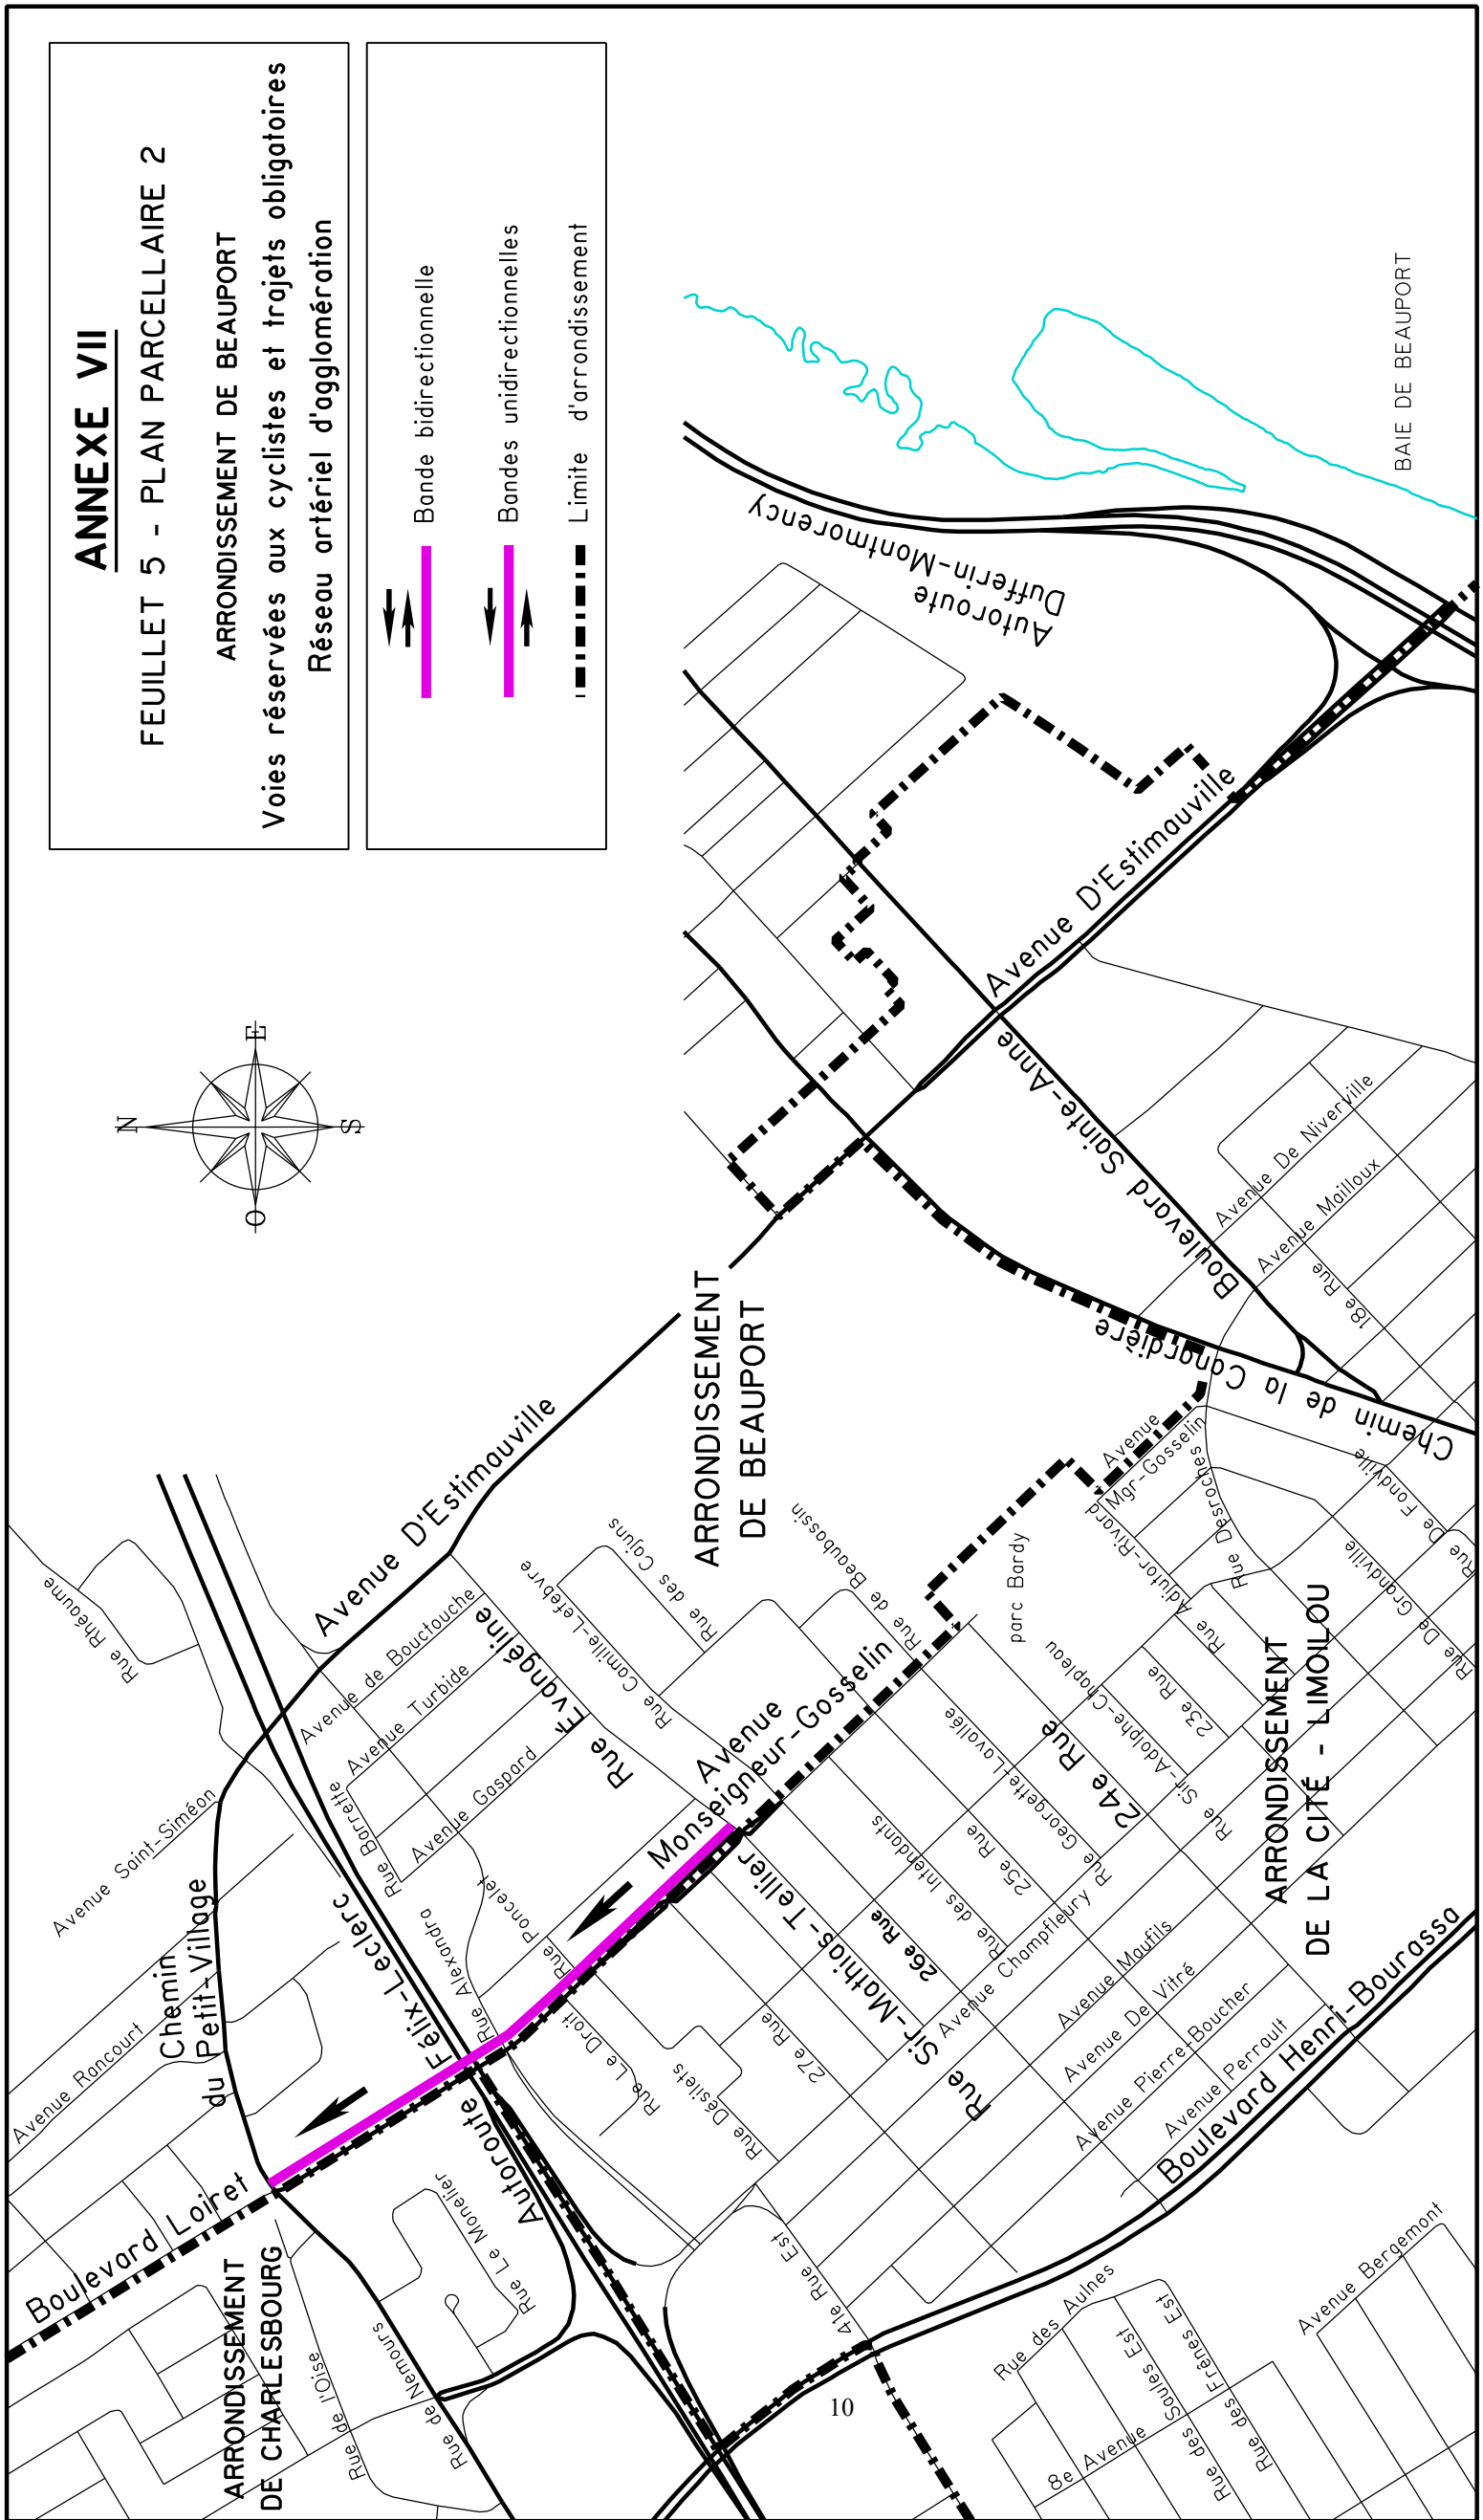 ANNEXE VII
FEUILLET 5 - PLAN PARCELLAIRE 2
ARRONDISSEMENT DE BEAUPORT
Voies réservées aux cyclistes et trajets obligatoires
Réseau artériel d'agglomération
Bande bidirectionnelle
Bandes unidirectionnelles
Limite d'arrondissement
N
E
S
O
BAIE DE BEAUPORT
Autoroute
Dufferin-Montmorency
Avenue D'Estimauville
Boulevard Sainte-Anne
Avenue De Niverville
Avenue Mailloux
18e Rue
Chemin de la Canardière
ARRONDISSEMENT
DE BEAUPORT
Avenue D'Estimauville
Rue Rhéaume
Avenue Saint-Siméon
Avenue de Bouctouche
Avenue Turbide
Rue Barrette
Avenue Gaspard
Rue Évangéline
Rue Camille-Lefebvre
Rue des Cajuns
Rue de Beaubassin
parc Bardy
Avenue
Mgr-Gosselin
Rue Adjutor-Rivard
Rue Desroches
Rue De Fondville
Rue De Grandville
Avenue
Monseigneur-Gosselin
Rue Sir-Adolphe-Chapleau
23e Rue
24e Rue
Rue Georgette-Lavallée
25e Rue
Rue des Intendants
26e Rue
Rue Sir-Mathias-Tellier
27e Rue
Avenue Champfleury
Avenue Maufils
Avenue De Vitré
Avenue Pierre-Boucher
Avenue Perrault
Boulevard Henri-Bourassa
ARRONDISSEMENT
DE LA CITÉ - LIMOILOU
Chemin
du Petit-Village
Avenue Rancourt
Autoroute Félix-Leclerc
Rue Alexandra
Rue Poncelet
Rue Le Droit
Rue Désilets
Boulevard Loiret
ARRONDISSEMENT
DE CHARLESBOURG
Rue Le Monelier
Rue de Nemours
Rue de l'Oise
41e Rue Est
Rue des Aulnes
Rue des Saules Est
Rue des Frênes Est
8e Avenue
Avenue Bergemont
10